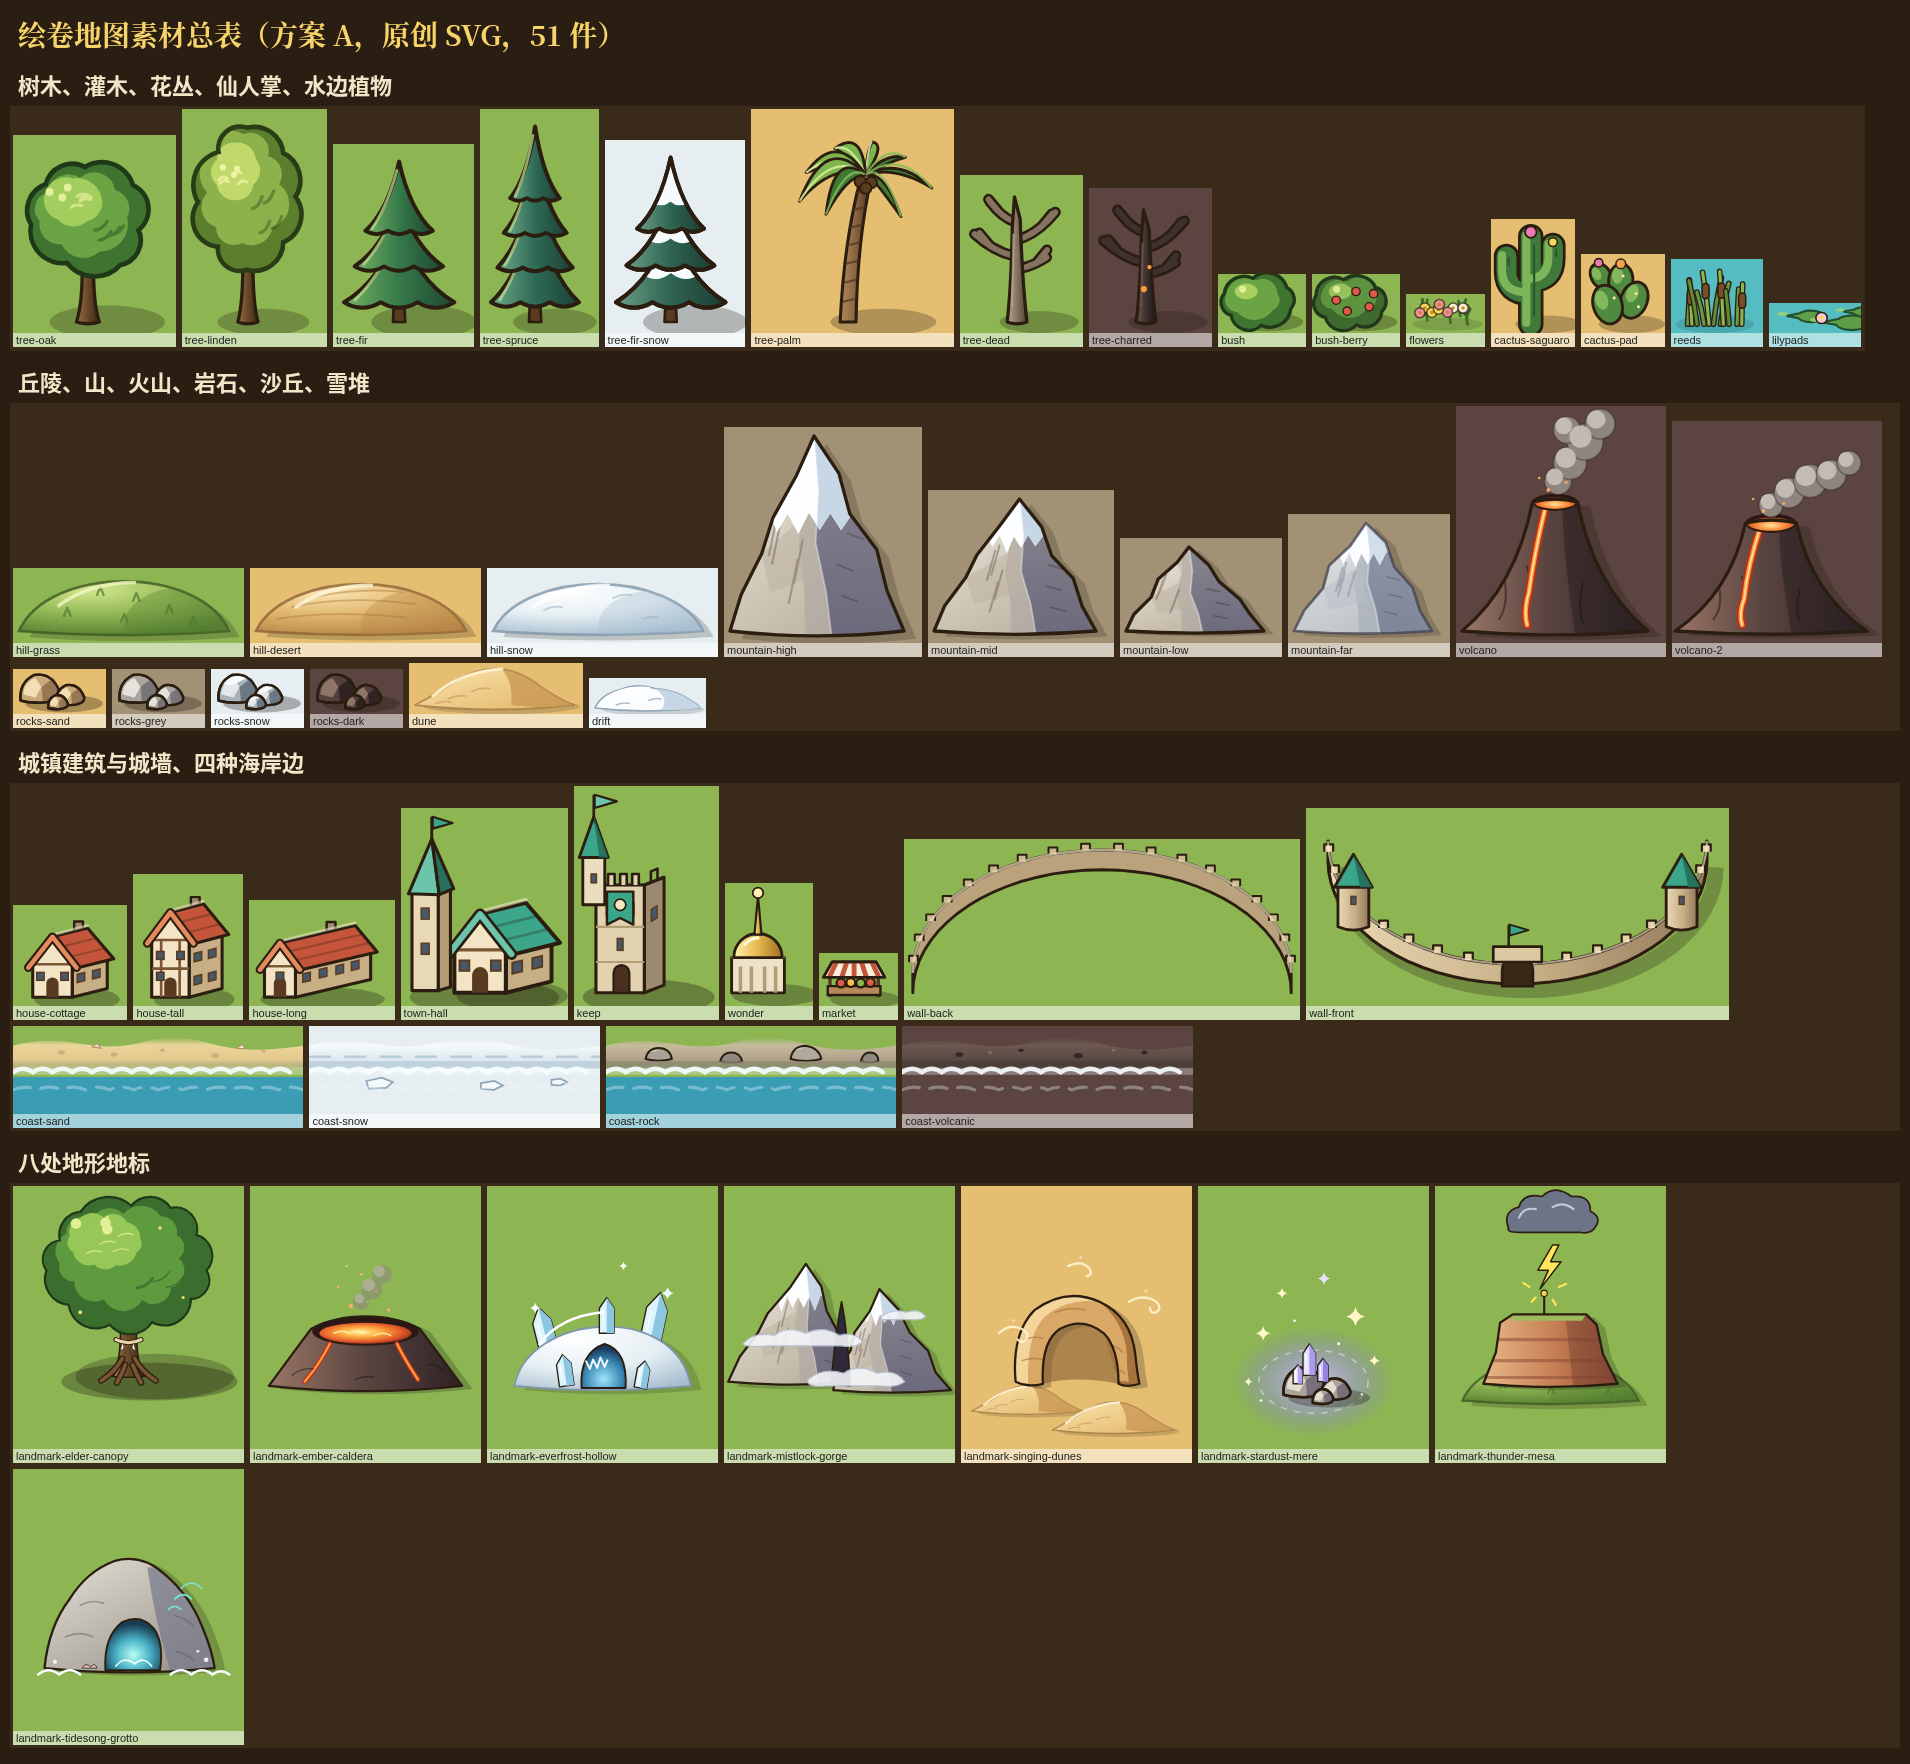 绘卷地图素材总表（方案 A，原创 SVG，51 件）
树木、灌木、花丛、仙人掌、水边植物
tree-oak
tree-linden
tree-fir
tree-spruce
tree-fir-snow
tree-palm
tree-dead
tree-charred
bush
bush-berry
flowers
cactus-saguaro
cactus-pad
reeds
lilypads
丘陵、山、火山、岩石、沙丘、雪堆
hill-grass
hill-desert
hill-snow
mountain-high
mountain-mid
mountain-low
mountain-far
volcano
volcano-2
rocks-sand
rocks-grey
rocks-snow
rocks-dark
dune
drift
城镇建筑与城墙、四种海岸边
house-cottage
house-tall
house-long
town-hall
keep
wonder
market
wall-back
wall-front
coast-sand
coast-snow
coast-rock
coast-volcanic
八处地形地标
landmark-elder-canopy
landmark-ember-caldera
landmark-everfrost-hollow
landmark-mistlock-gorge
landmark-singing-dunes
landmark-stardust-mere
landmark-thunder-mesa
landmark-tidesong-grotto